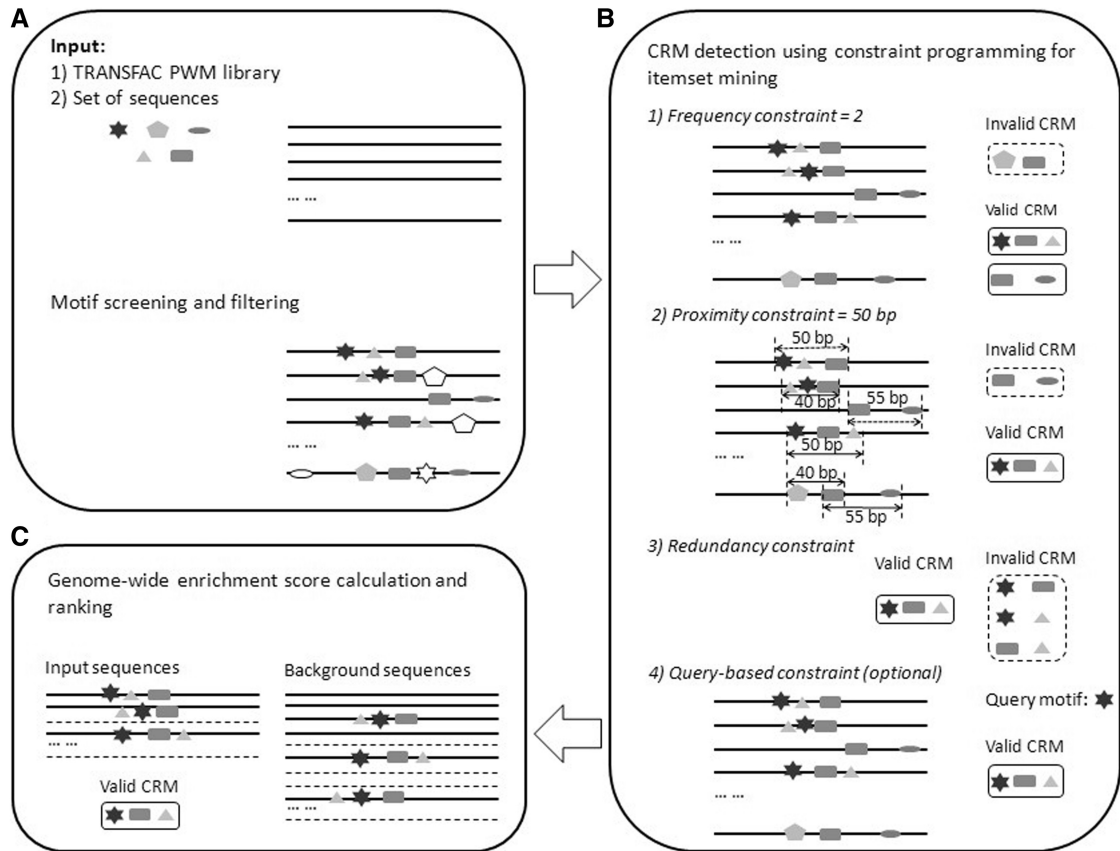 A
Input:
1) TRANSFAC PWM library
2) Set of sequences
... ...
Motif screening and filtering
... ...
B
CRM detection using constraint programming for
itemset mining
1) Frequency constraint = 2
Invalid CRM
Valid CRM
... ...
2) Proximity constraint = 50 bp
50 bp
Invalid CRM
40 bp
55 bp
Valid CRM
50 bp
... ...
40 bp
55 bp
3) Redundancy constraint
Valid CRM
Invalid CRM
4) Query-based constraint (optional)
Query motif:
Valid CRM
... ...
C
Genome-wide enrichment score calculation and
ranking
Input sequences
Background sequences
... ...
Valid CRM
... ...